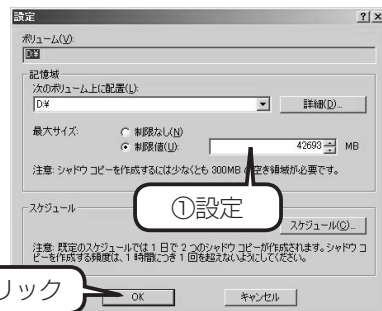 設定
ボリューム(V):
D:¥
記憶域
次のボリューム上に配置(L):
D:¥
詳細(D)...
最大サイズ:
制限なし(N)
制限値(U):
42693 MB
注意: シャドウ コピーを作成するには少なくとも 300MB の空き領域が必要です。
①設定
スケジュール
スケジュール(C)...
注意: 既定のスケジュールでは 1 日で 2 つのシャドウ コピーが作成されます。シャドウ コ
ピーを作成する頻度は、1 時間につき 1 回を超えないようにしてください。
リック
OK
キャンセル